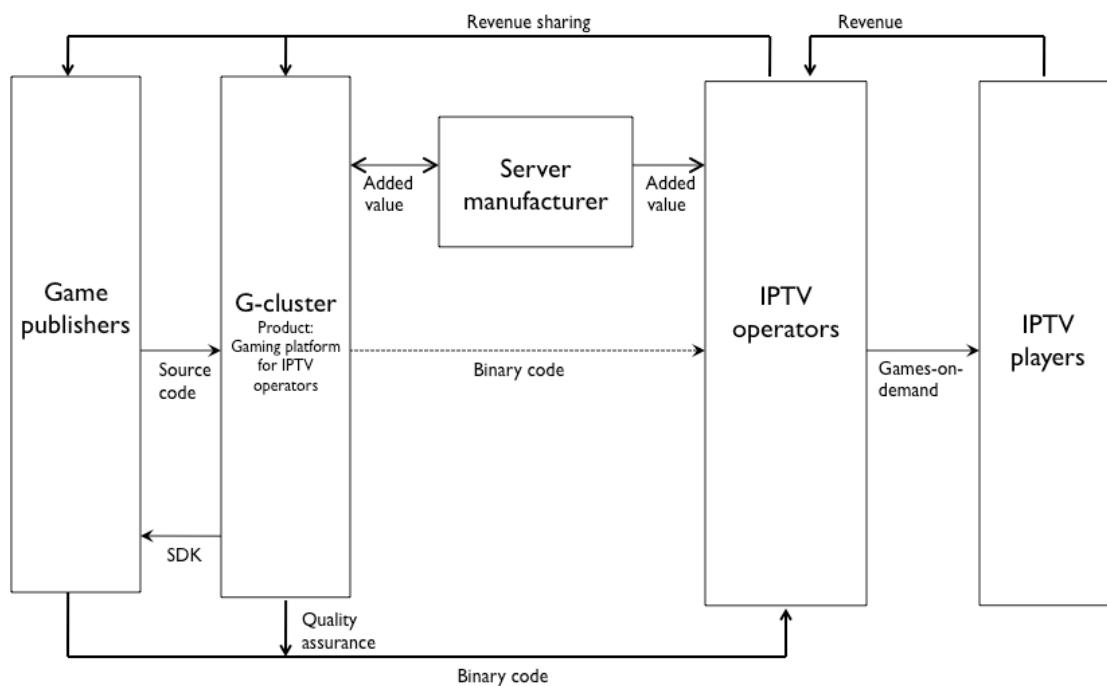 Revenue sharing
Revenue
Game
publishers
G-cluster
Product:
Gaming platform
for IPTV
operators
Server
manufacturer
IPTV
operators
IPTV
players
Added
value
Added
value
Source
code
Binary code
Games-on-
demand
SDK
Quality
assurance
Binary code